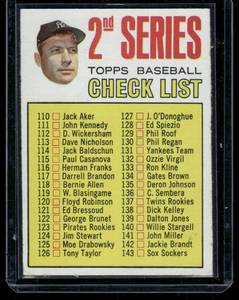 2nd SERIES
TOPPS BASEBALL
CHECK LIST
110 Jack Aker
111 John Kennedy
112 D. Wickersham
113 Dave Nicholson
114 Jack Baldschun
115 Paul Casanova
116 Herman Franks
117 Darrell Brandon
118 Bernie Allen
119 W. Blasingame
120 Floyd Robinson
121 Ed Bressoud
122 George Brunet
123 Pirates Rookies
124 Jim Stewart
125 Moe Drabowsky
126 Tony Taylor
127 J. O'Donoghue
128 Ed Spiezio
129 Phil Roof
130 Phil Regan
131 Yankees Team
132 Ozzie Virgil
133 Ron Kline
134 Gates Brown
135 Deron Johnson
136 C. Sembera
137 Twins Rookies
138 Dick Kelley
139 Dalton Jones
140 Willie Stargell
141 John Miller
142 Jackie Brandt
143 Sox Sockers